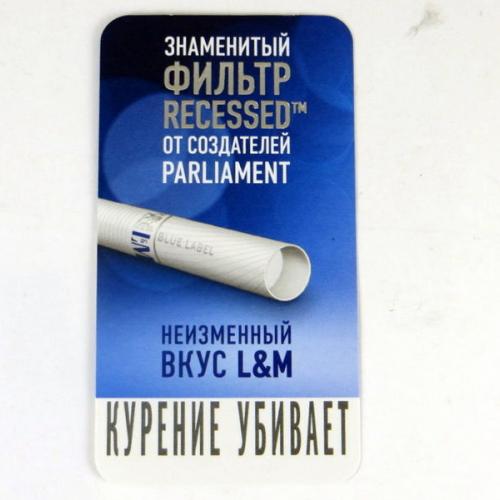 ЗНАМЕНИТЫЙ
ФИЛЬТР
RECESSED™
ОТ СОЗДАТЕЛЕЙ
PARLIAMENT
L&M BLUE LABEL
НЕИЗМЕННЫЙ
ВКУС L&M
КУРЕНИЕ УБИВАЕТ